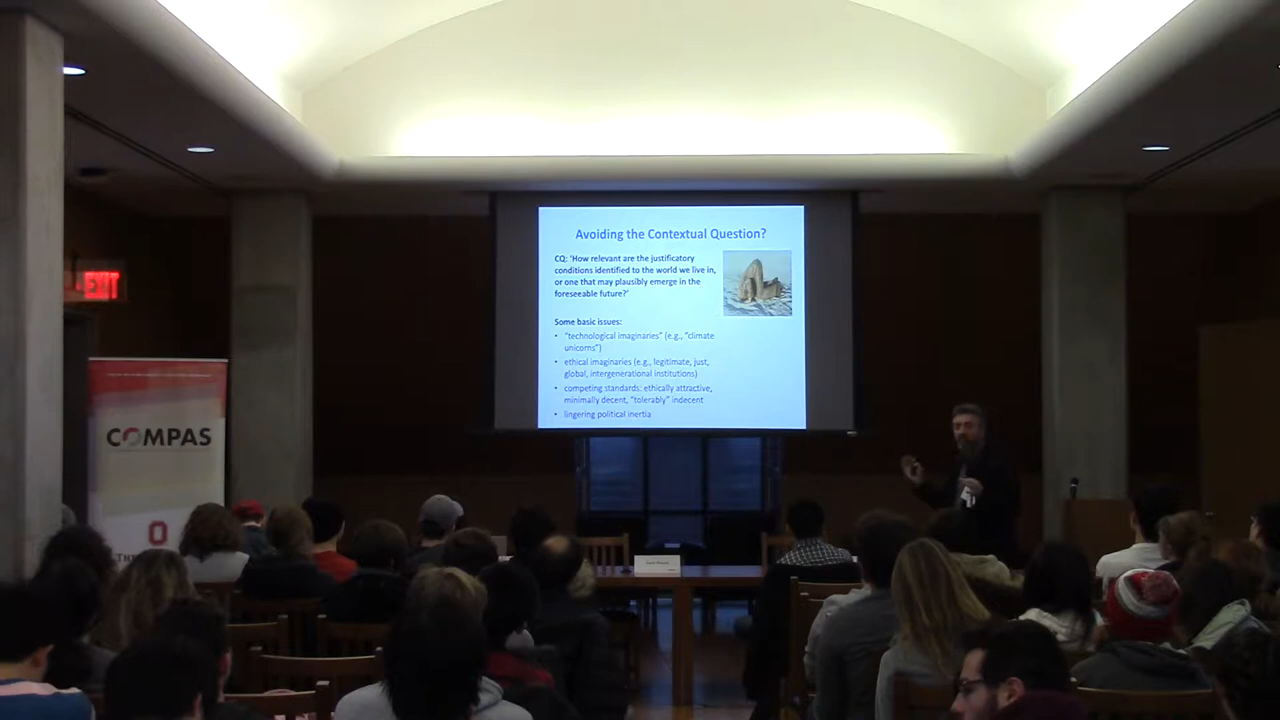 Avoiding the Contextual Question?
CQ: 'How relevant are the justificatory
conditions identified to the world we live in,
or one that may plausibly emerge in the
foreseeable future?'
Some basic issues:
• "technological imaginaries" (e.g., "climate
unicorns")
• ethical imaginaries (e.g., legitimate, just,
global, intergenerational institutions)
• competing standards: ethically attractive,
minimally decent, "tolerably" indecent
• lingering political inertia
EXIT
COMPAS
O